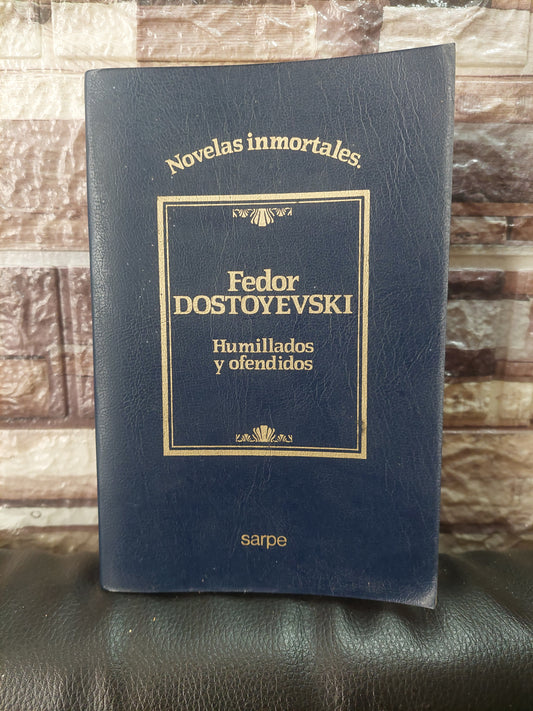 Novelas inmortales.
Fedor
DOSTOYEVSKI
Humillados
y ofendidos
sarpe